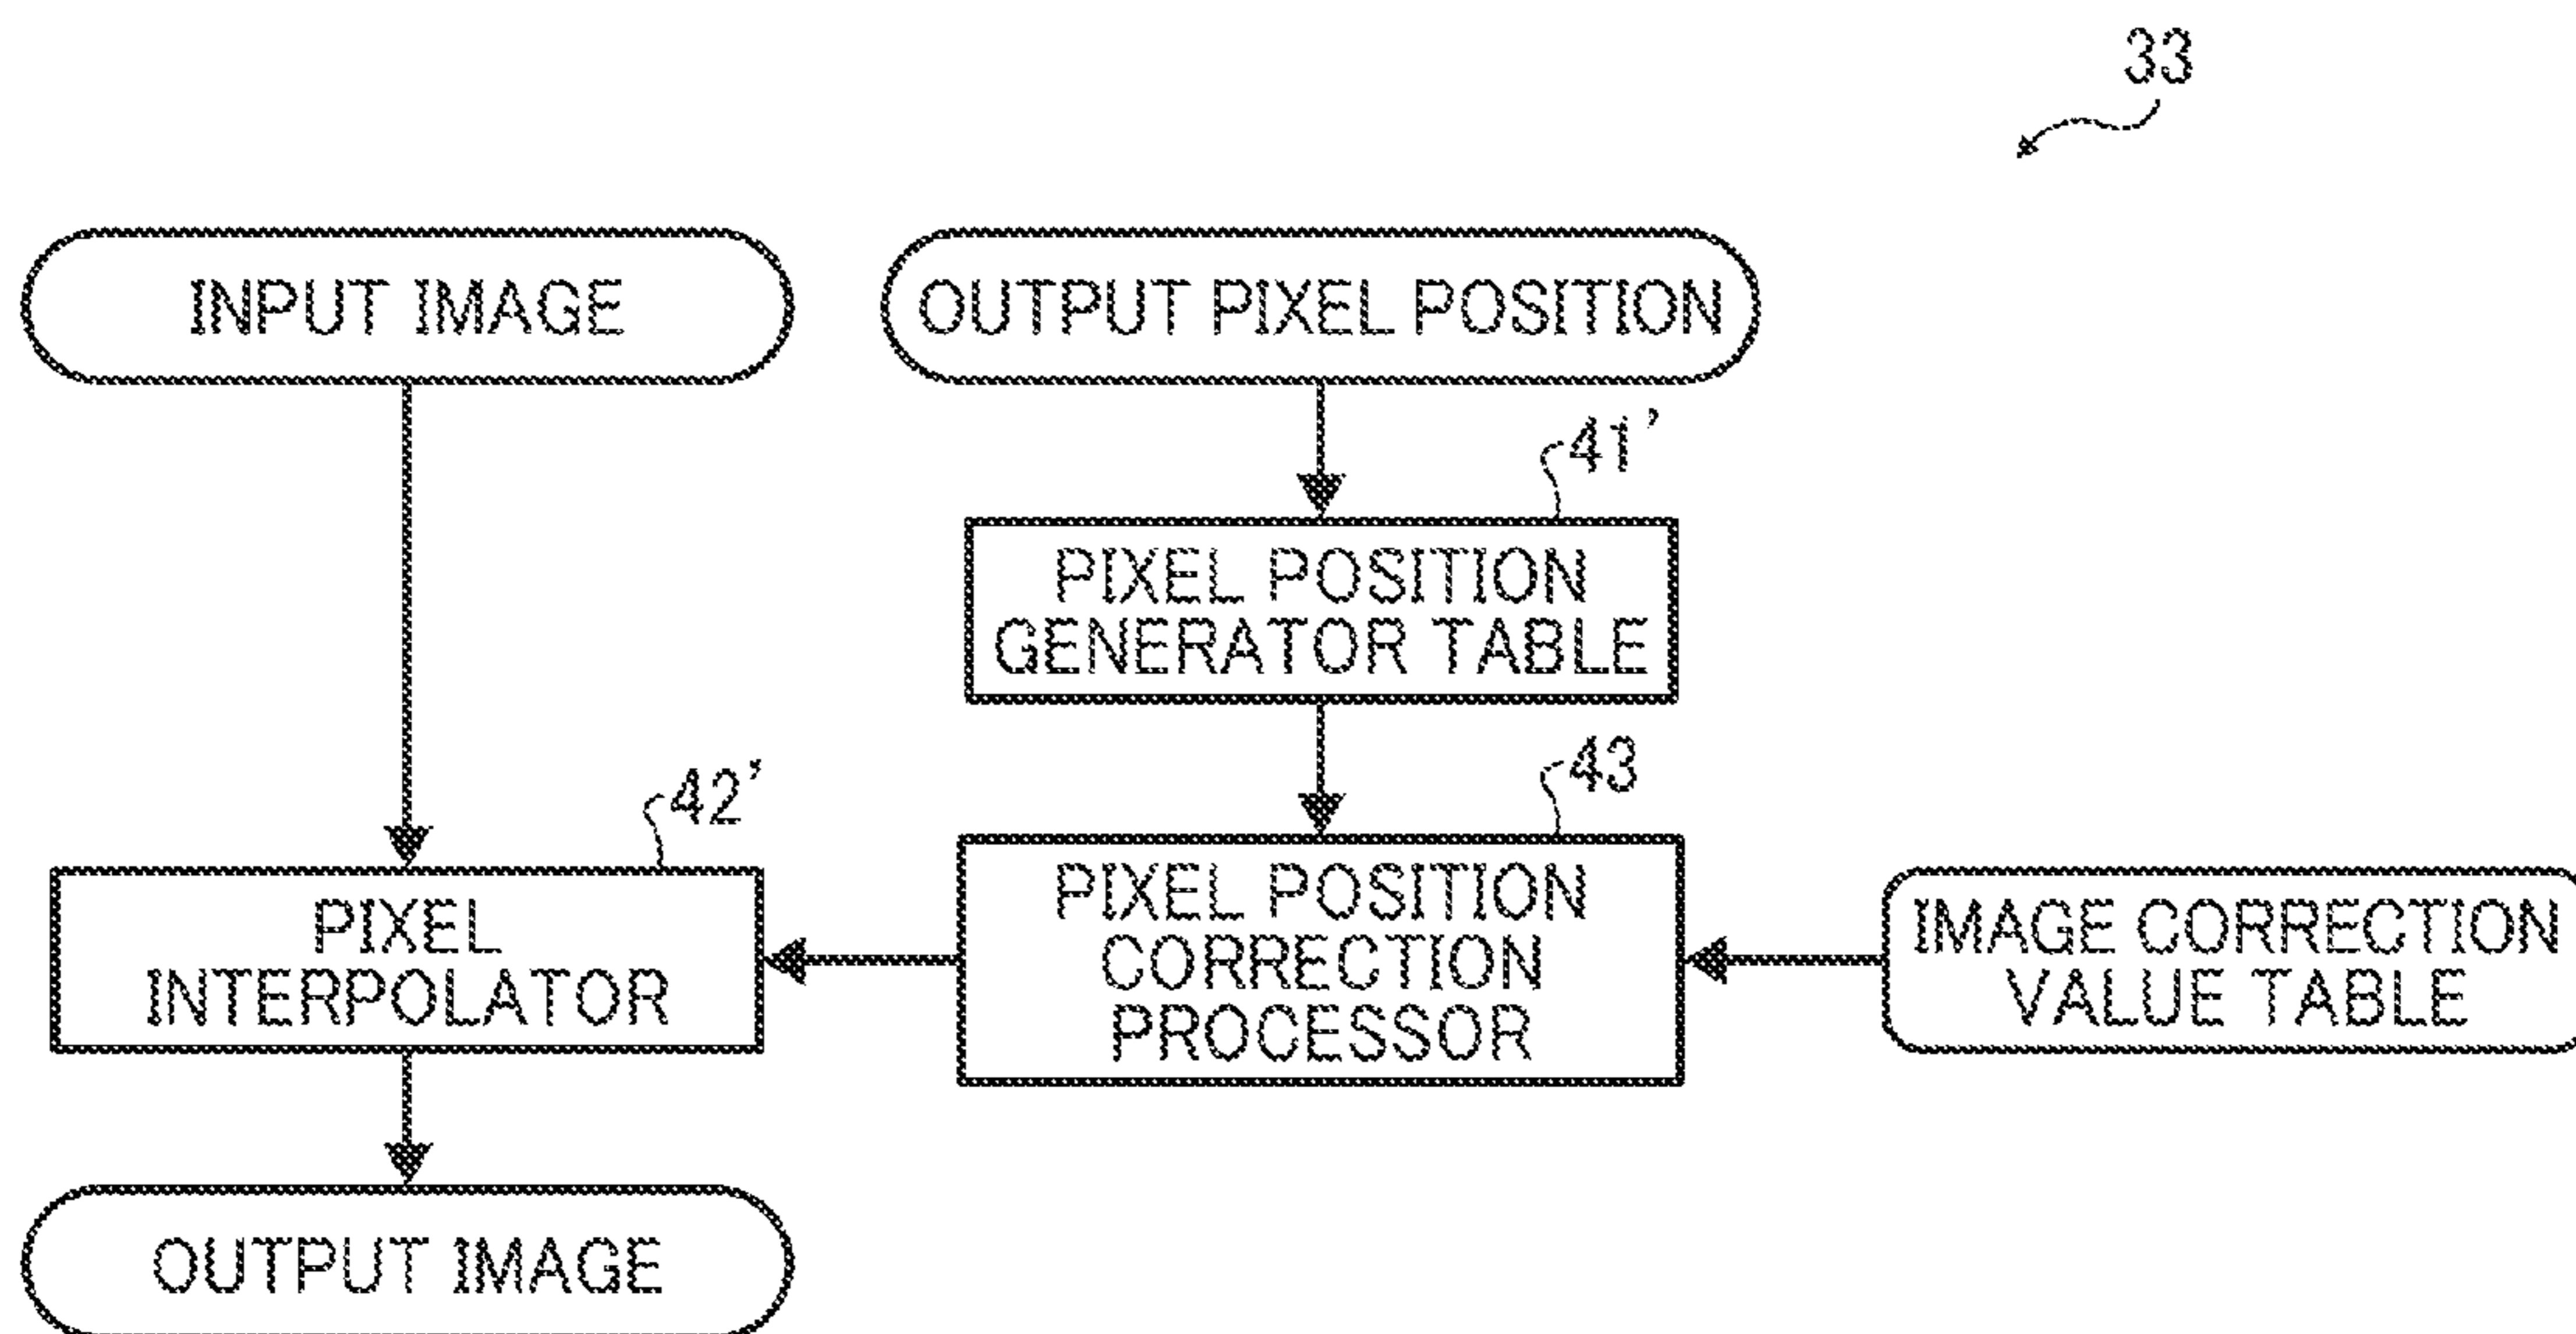 33
INPUT IMAGE
OUTPUT PIXEL POSITION
41'
PIXEL POSITION
GENERATOR TABLE
42'
43
PIXEL
INTERPOLATOR
PIXEL POSITION
CORRECTION
PROCESSOR
IMAGE CORRECTION
VALUE TABLE
OUTPUT IMAGE